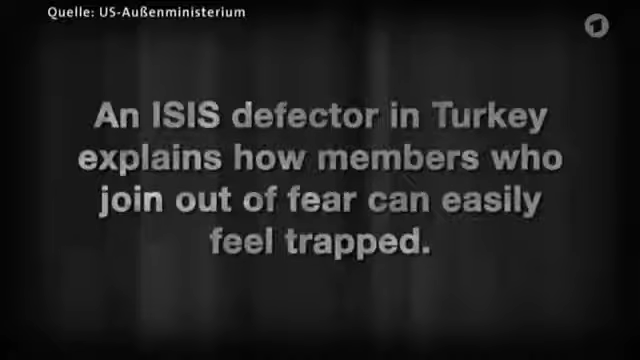 Quelle: US-Außenministerium
An ISIS defector in Turkey
explains how members who
join out of fear can easily
feel trapped.